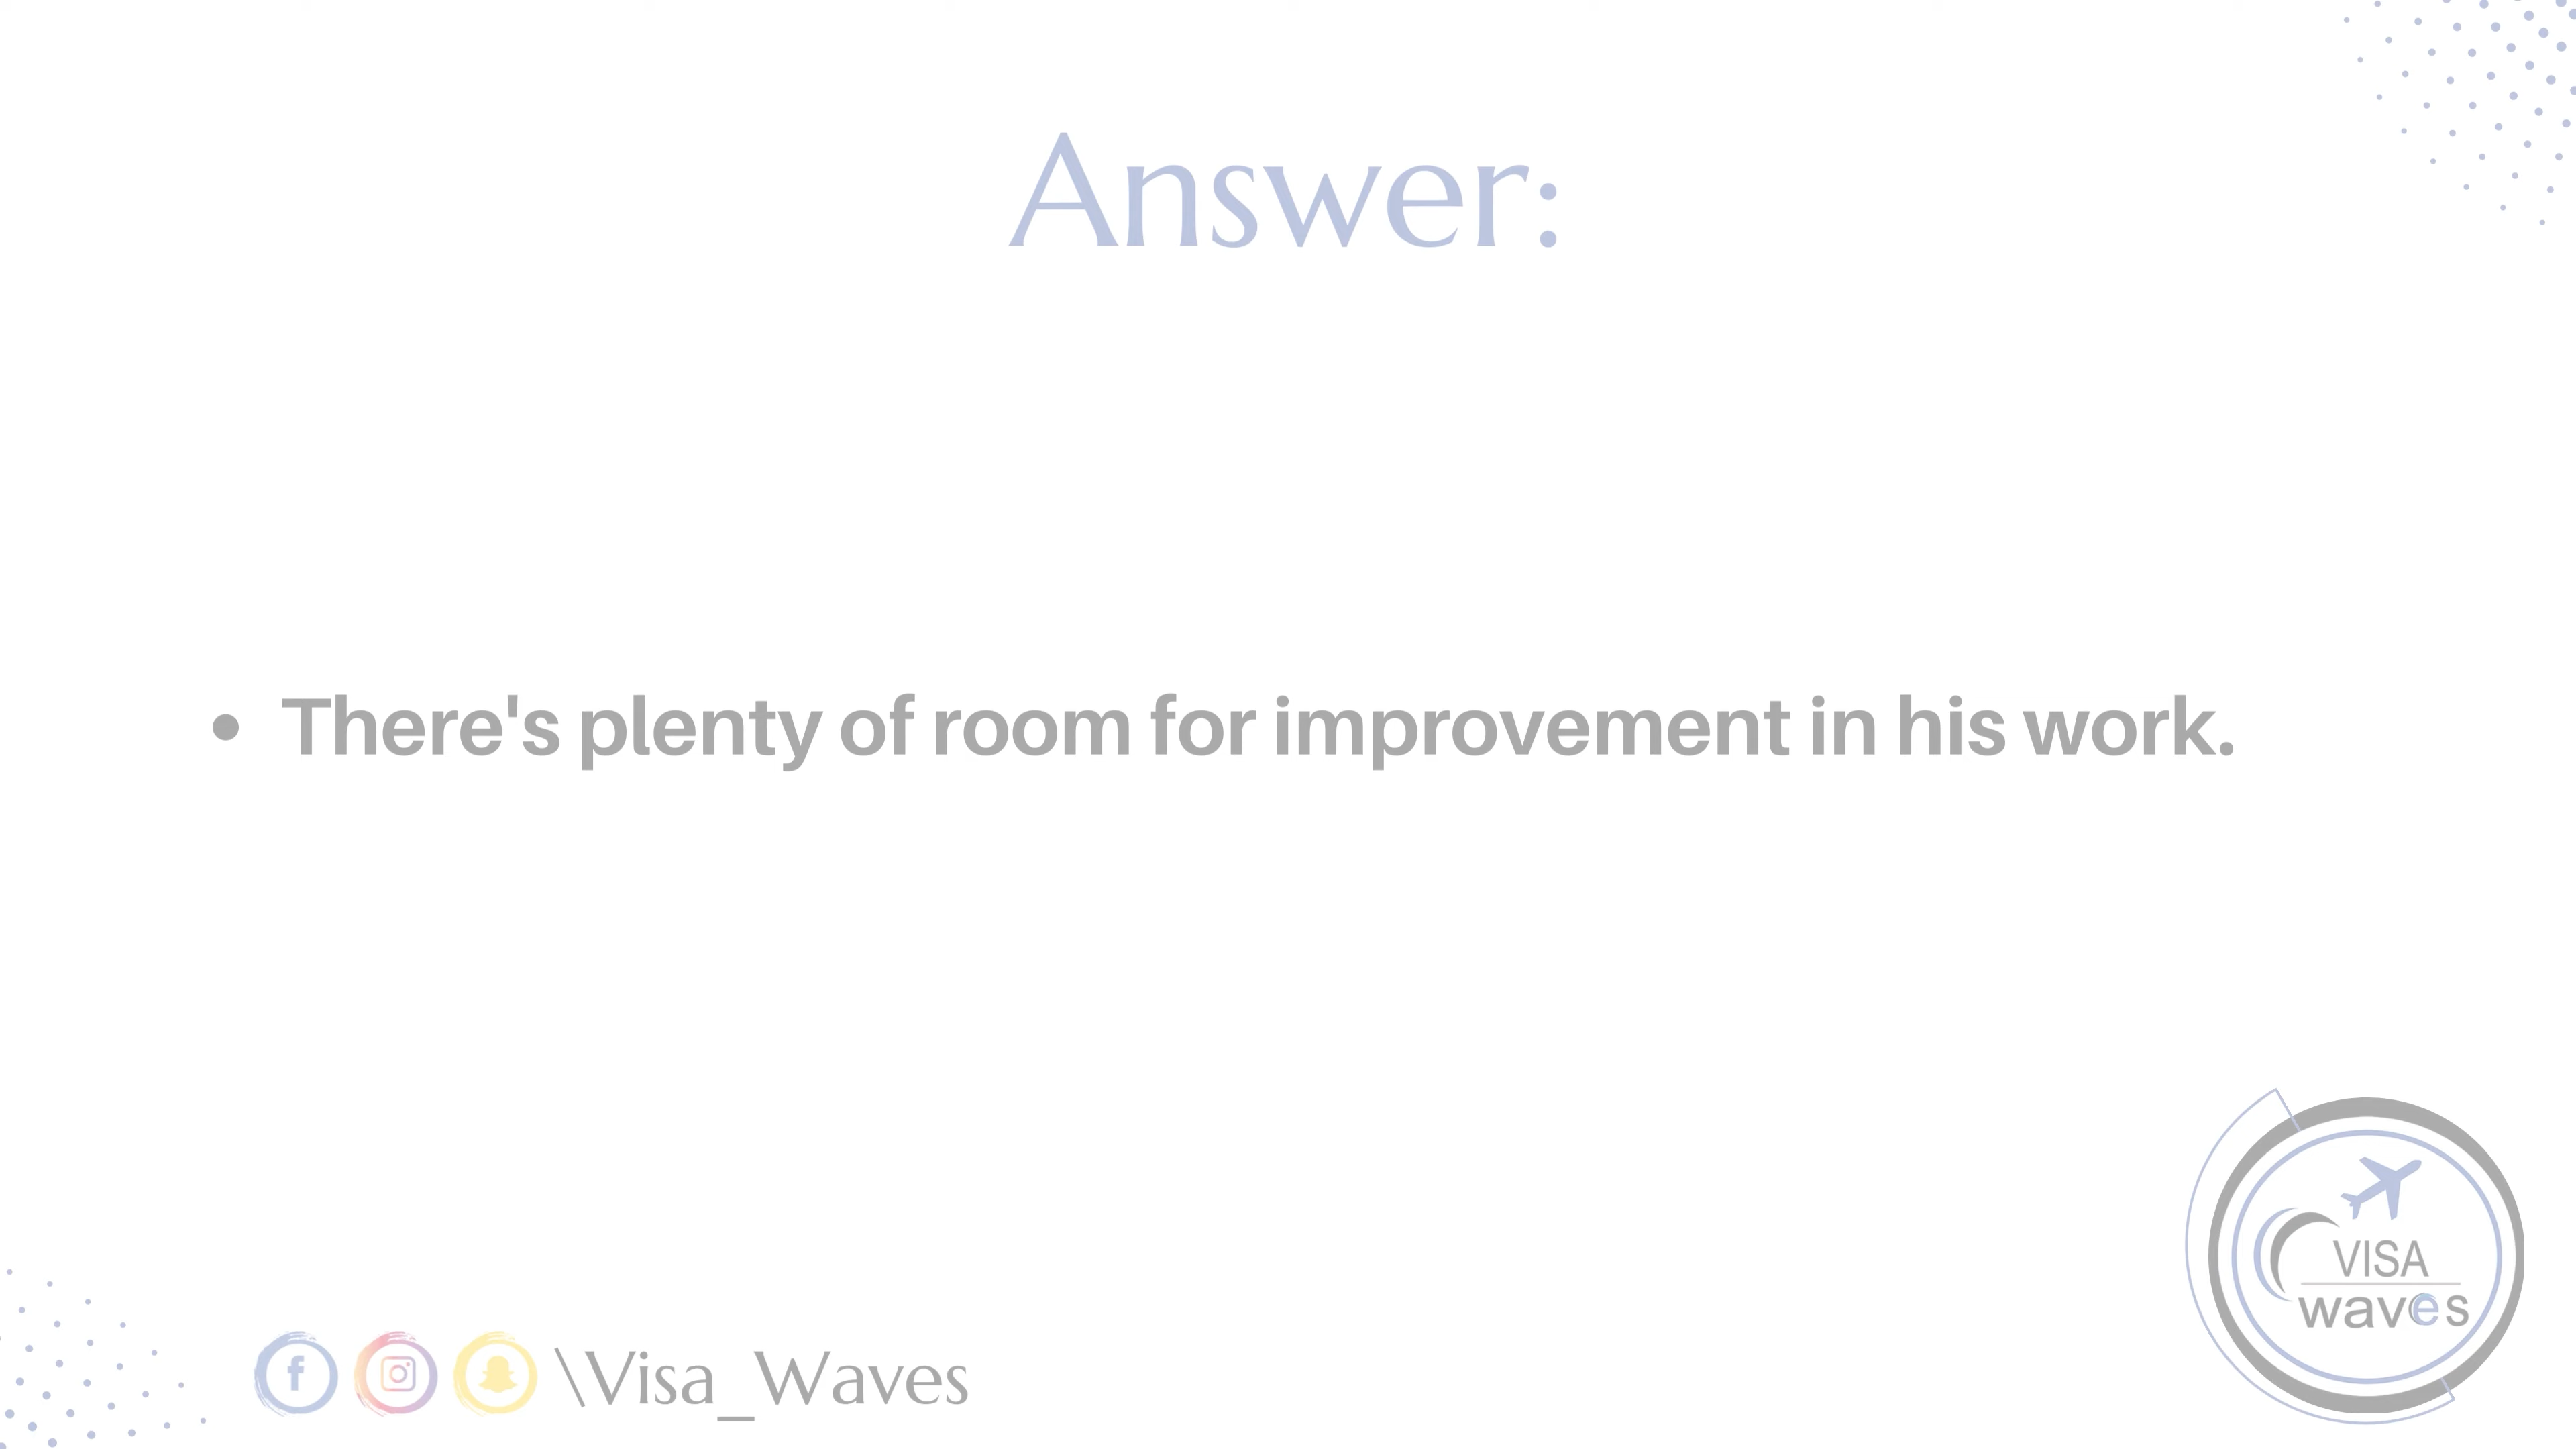 Answer:
• There's plenty of room for improvement in his work.
VISA
waves
\Visa_Waves